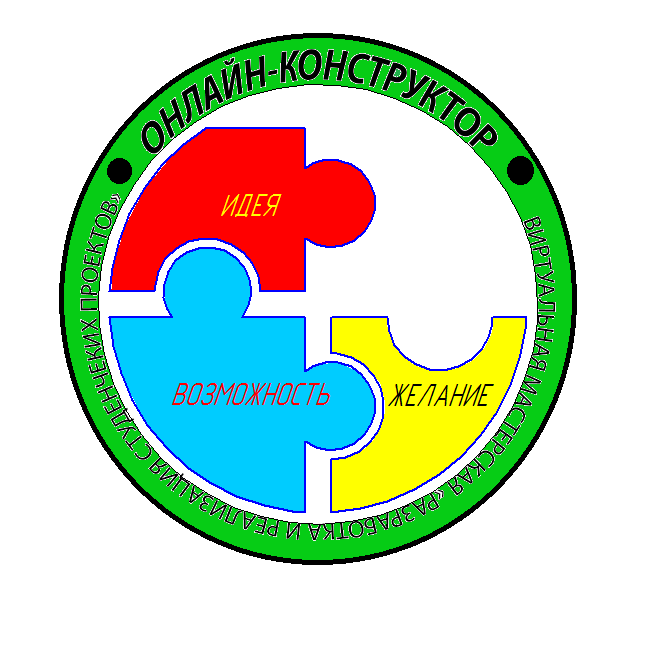 ОНЛАЙН-КОНСТРУКТОР
ИДЕЯ
ВОЗМОЖНОСТЬ
ЖЕЛАНИЕ
ВИРТУАЛЬНАЯ МАСТЕРСКАЯ «РАЗРАБОТКА И РЕАЛИЗАЦИЯ СТУДЕНЧЕКИХ ПРОЕКТОВ»